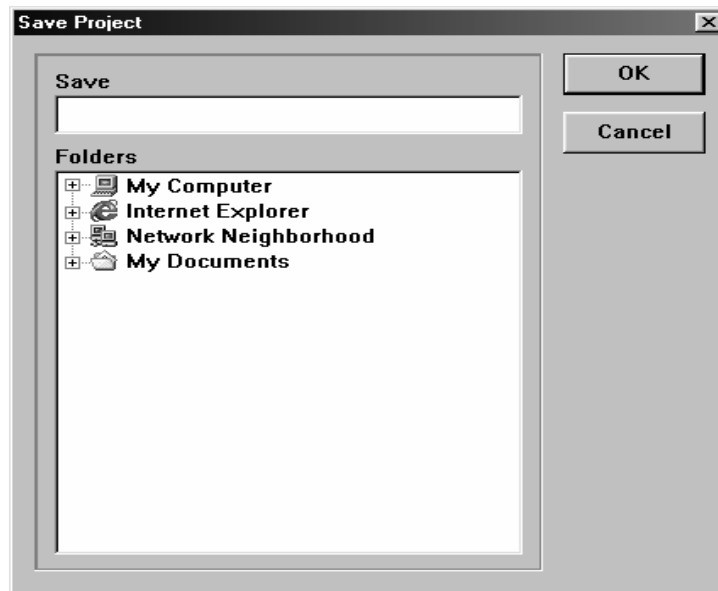 Save Project
Save
OK
Cancel
Folders
My Computer
Internet Explorer
Network Neighborhood
My Documents